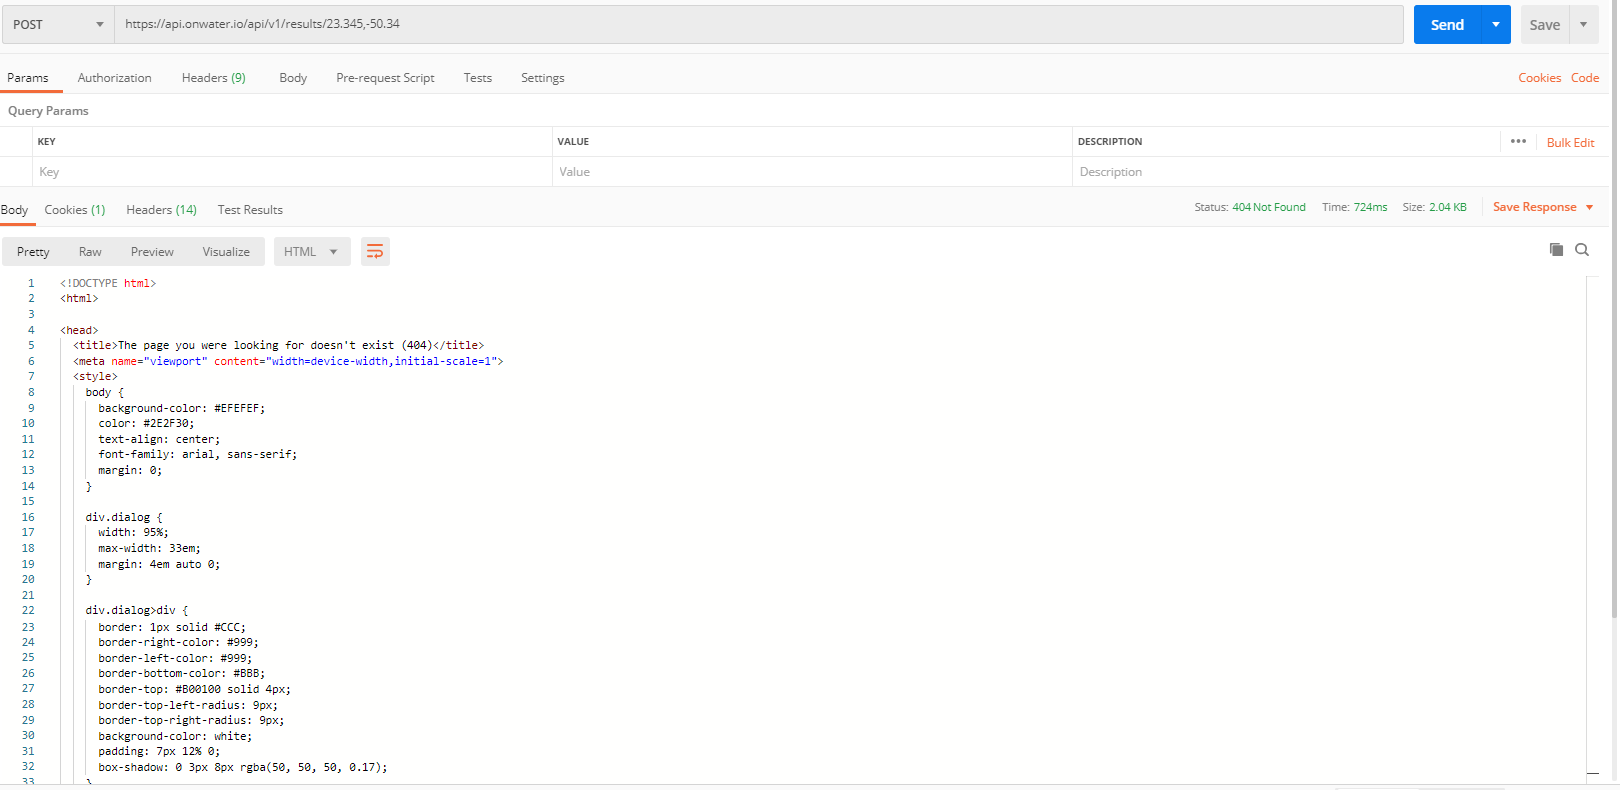 POST https://api.onwater.io/api/v1/results/23.345,-50.34 Send Save
Params Authorization Headers (9) Body Pre-request Script Tests Settings Cookies Code
Query Params
KEY VALUE DESCRIPTION ••• Bulk Edit
Key Value Description
Body Cookies (1) Headers (14) Test Results Status: 404 Not Found Time: 724ms Size: 2.04 KB Save Response
Pretty Raw Preview Visualize HTML
1 <!DOCTYPE html>
2 <html>
3
4 <head>
5 <title>The page you were looking for doesn't exist (404)</title>
6 <meta name="viewport" content="width=device-width,initial-scale=1">
7 <style>
8 body {
9 background-color: #EFEFEF;
10 color: #2E2F30;
11 text-align: center;
12 font-family: arial, sans-serif;
13 margin: 0;
14 }
15
16 div.dialog {
17 width: 95%;
18 max-width: 33em;
19 margin: 4em auto 0;
20 }
21
22 div.dialog>div {
23 border: 1px solid #CCC;
24 border-right-color: #999;
25 border-left-color: #999;
26 border-bottom-color: #BBB;
27 border-top: #B00100 solid 4px;
28 border-top-left-radius: 9px;
29 border-top-right-radius: 9px;
30 background-color: white;
31 padding: 7px 12% 0;
32 box-shadow: 0 3px 8px rgba(50, 50, 50, 0.17);
33 }